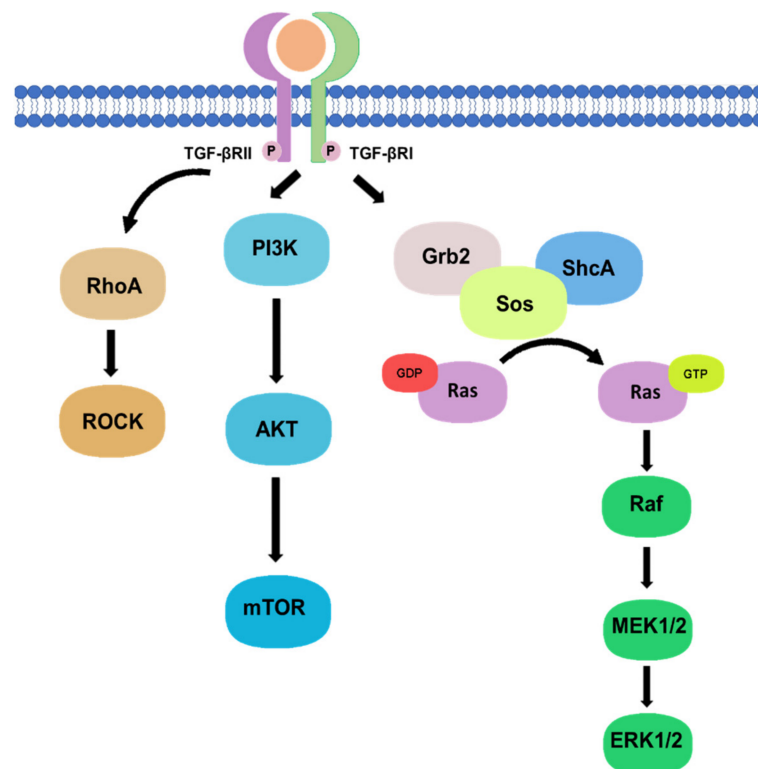 TGF-βRII
P
P
TGF-βRI
RhoA
PI3K
Grb2
ShcA
Sos
GDP
Ras
Ras
GTP
ROCK
AKT
Raf
mTOR
MEK1/2
ERK1/2